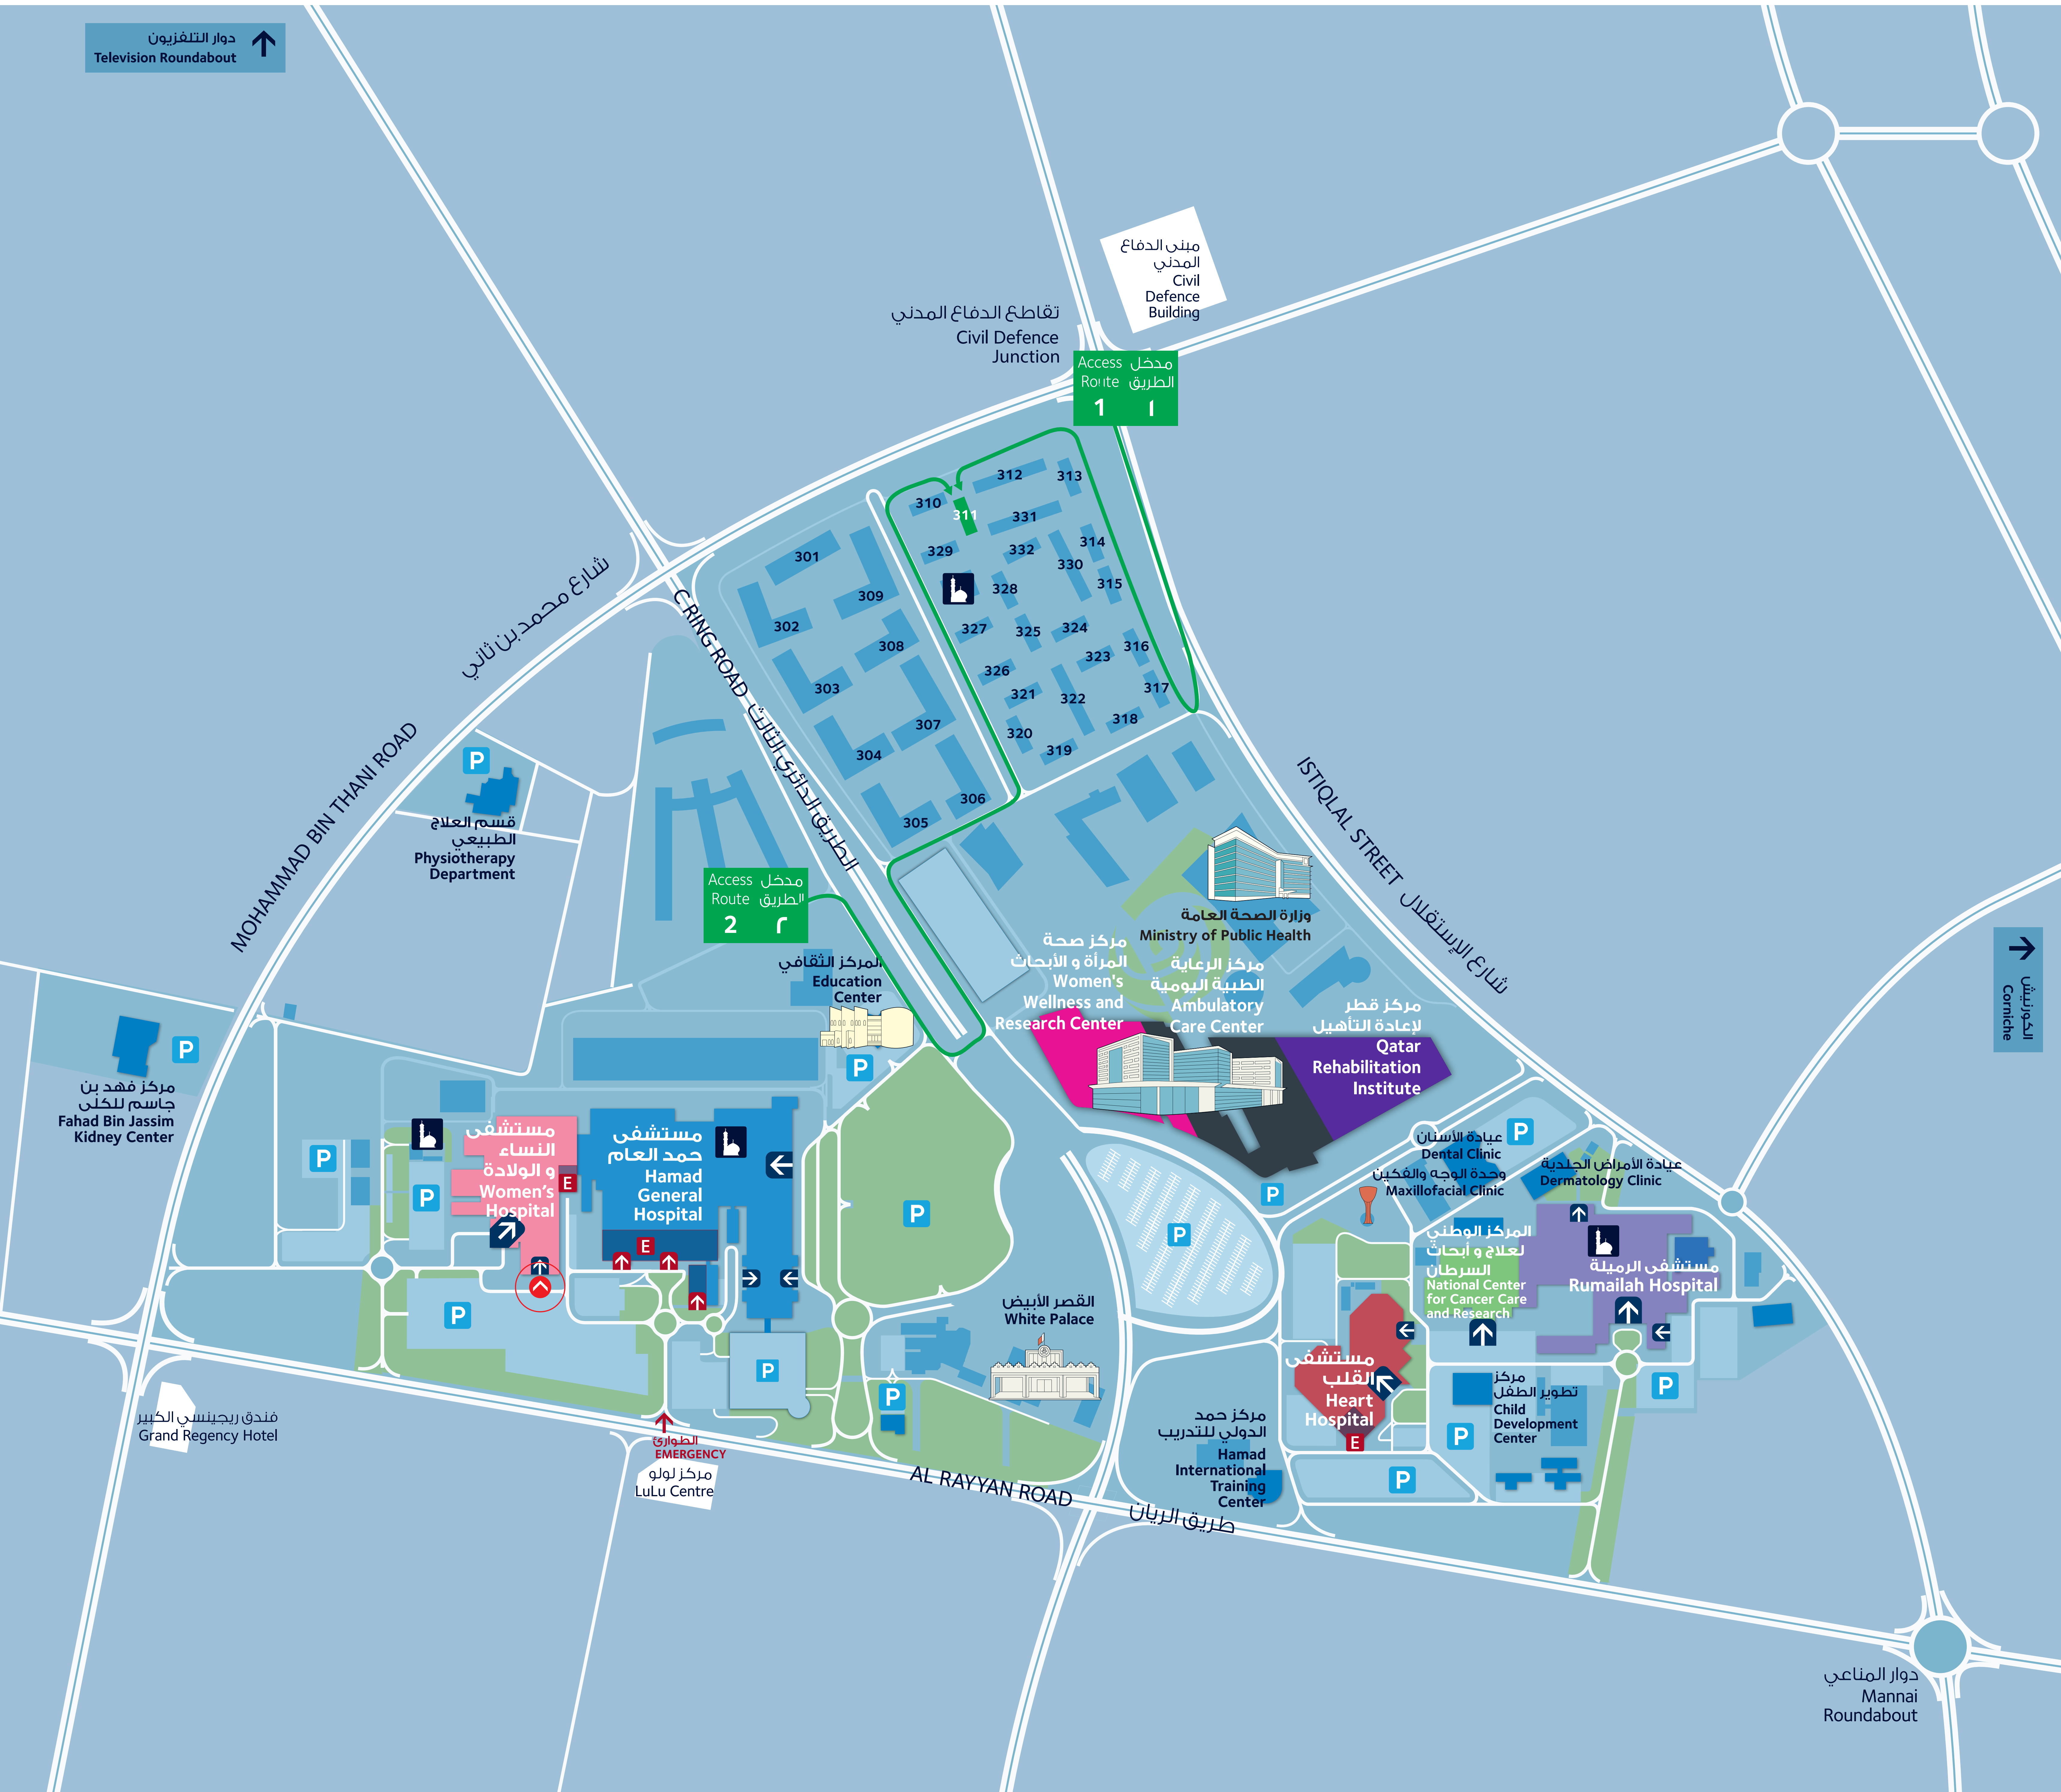 دوار التلفزيون
Television Roundabout
مبنى الدفاع
المدني
Civil
Defence
Building
تقاطع الدفاع المدني
Civil Defence
Junction
Access مدخل
Route الطريق
1 ١
310
311
312
313
331
329
332
314
330
315
328
327
325
324
316
323
326
321
322
317
318
320
319
301
309
302
308
303
307
304
306
305
شارع محمد بن ثاني
MOHAMMAD BIN THANI ROAD
C RING ROAD الطريق الدائري الثالث
ISTIQLAL STREET شارع الإستقلال
P
قسم العلاج
الطبيعي
Physiotherapy
Department
Access مدخل
Route الطريق
2 ٢
المركز الثقافي
Education
Center
P
وزارة الصحة العامة
Ministry of Public Health
مركز صحة
المرأة و الأبحاث
Women's
Wellness and
Research Center
مركز الرعاية
الطبية اليومية
Ambulatory
Care Center
مركز قطر
لإعادة التأهيل
Qatar
Rehabilitation
Institute
الكورنيش
Corniche
P
مركز فهد بن
جاسم للكلى
Fahad Bin Jassim
Kidney Center
P
P
مستشفى
النساء
و الولادة
Women's
Hospital
E
مستشفى
حمد العام
Hamad
General
Hospital
E
P
P
P
P
عيادة الأسنان
Dental Clinic
وحدة الوجه والفكين
Maxillofacial Clinic
P
عيادة الأمراض الجلدية
Dermatology Clinic
المركز الوطني
لعلاج و أبحاث
السرطان
National Center
for Cancer Care
and Research
مستشفى الرميلة
Rumailah Hospital
P
القصر الأبيض
White Palace
P
P
مستشفى
القلب
Heart
Hospital
E
مركز
تطوير الطفل
Child
Development
Center
P
P
P
مركز حمد
الدولي للتدريب
Hamad
International
Training
Center
فندق ريجينسي الكبير
Grand Regency Hotel
الطوارئ
EMERGENCY
مركز لولو
LuLu Centre
AL RAYYAN ROAD طريق الريان
دوار المناعي
Mannai
Roundabout